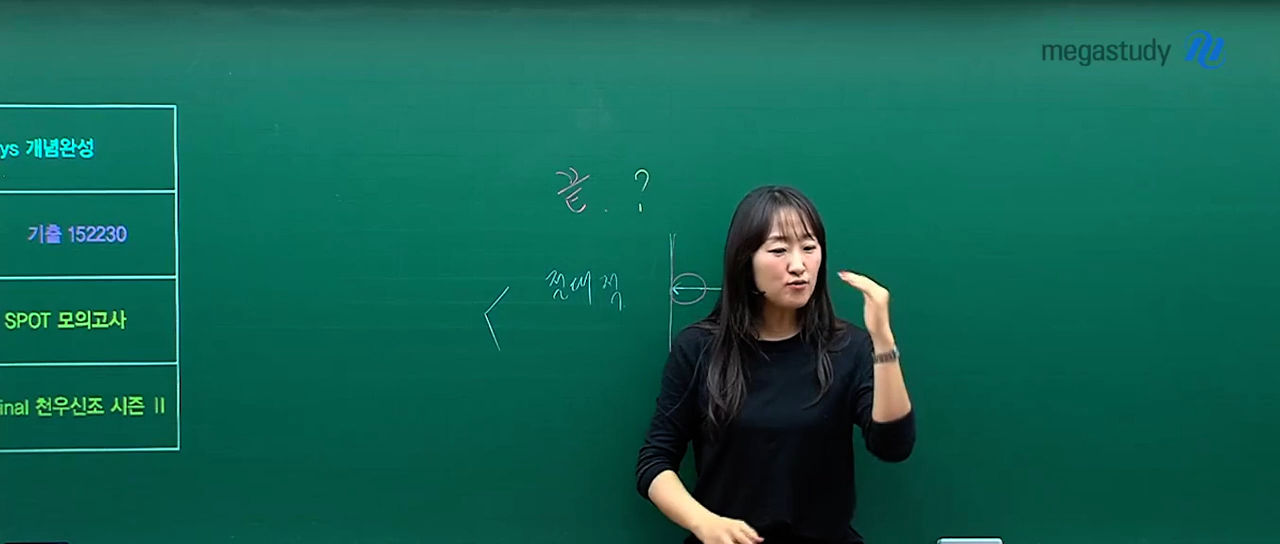 megastudy
ys 개념완성
기출 152230
SPOT 모의고사
inal 천우신조 시즌 Ⅱ
끝. ?
절대적